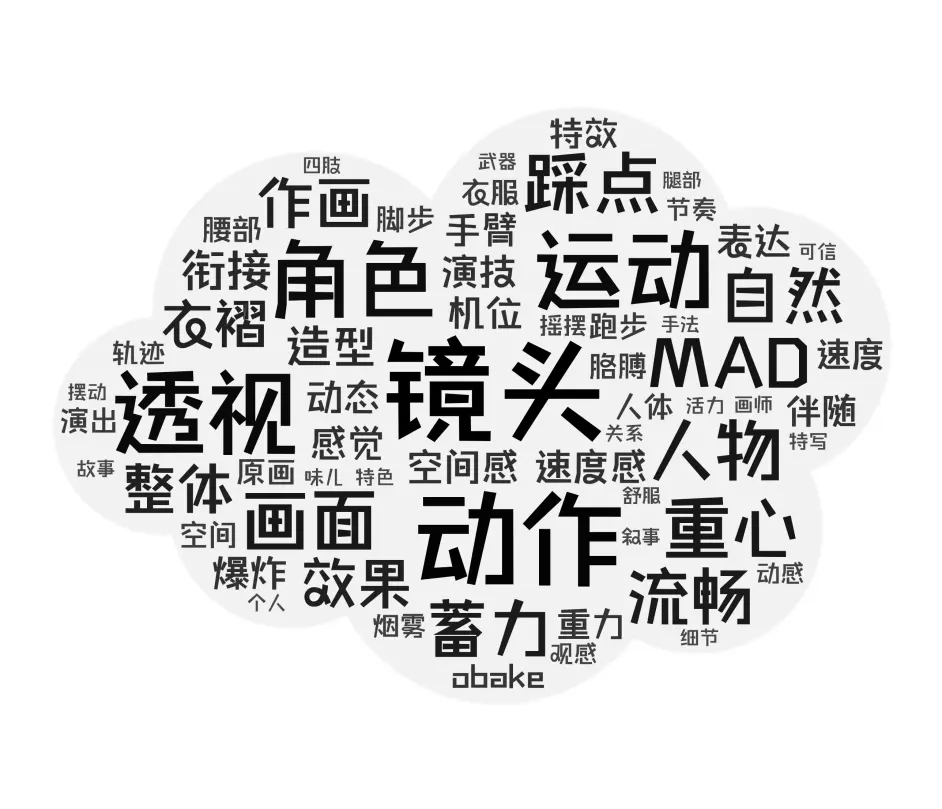 特效
四肢
武器
踩点
腿部
作画
衣服
节奏
脚步
腰部
手臂
表达
可信
衔接
角色
演技
运动
自然
衣褶
机位
摇摆
跑步
手法
造型
轨迹
镜头
胳膊
MAD
速度
摆动
透视
动态
人体
活力
画师
伴随
演出
感觉
关系
人物
特写
故事
整体
原画
味儿
特色
空间感
速度感
舒服
画面
动作
重心
空间
叙事
爆炸
效果
流畅
动感
个人
烟雾
蓄力
重力
细节
观感
obake